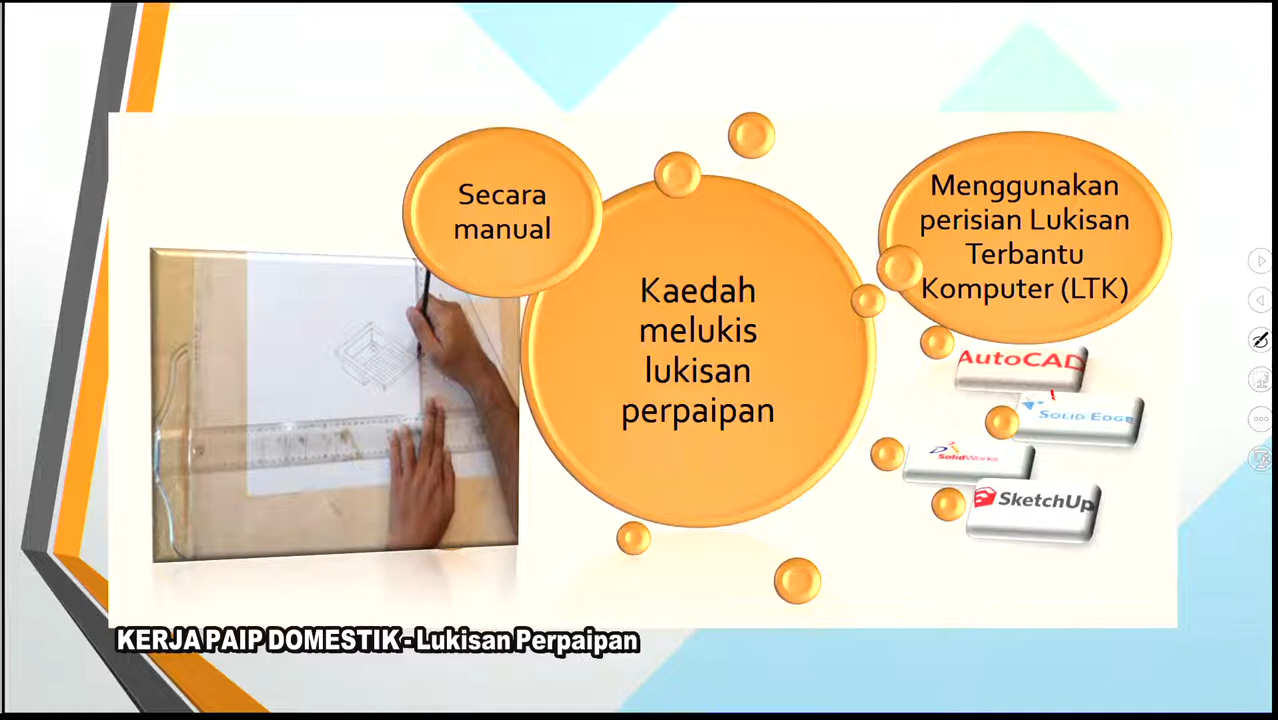 Secara
manual
Kaedah
melukis
lukisan
perpaipan
Menggunakan
perisian Lukisan
Terbantu
Komputer (LTK)
AutoCAD
SOLID EDGE
SolidWorks
SketchUp
KERJA PAIP DOMESTIK - Lukisan Perpaipan